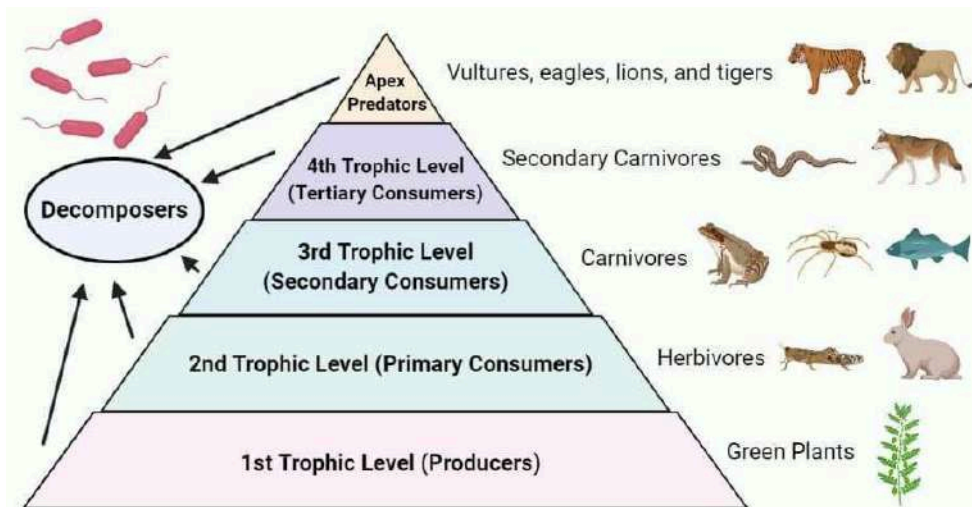 Apex
Predators
Vultures, eagles, lions, and tigers
4th Trophic Level
(Tertiary Consumers)
Secondary Carnivores
Decomposers
3rd Trophic Level
(Secondary Consumers)
Carnivores
2nd Trophic Level (Primary Consumers)
Herbivores
1st Trophic Level (Producers)
Green Plants